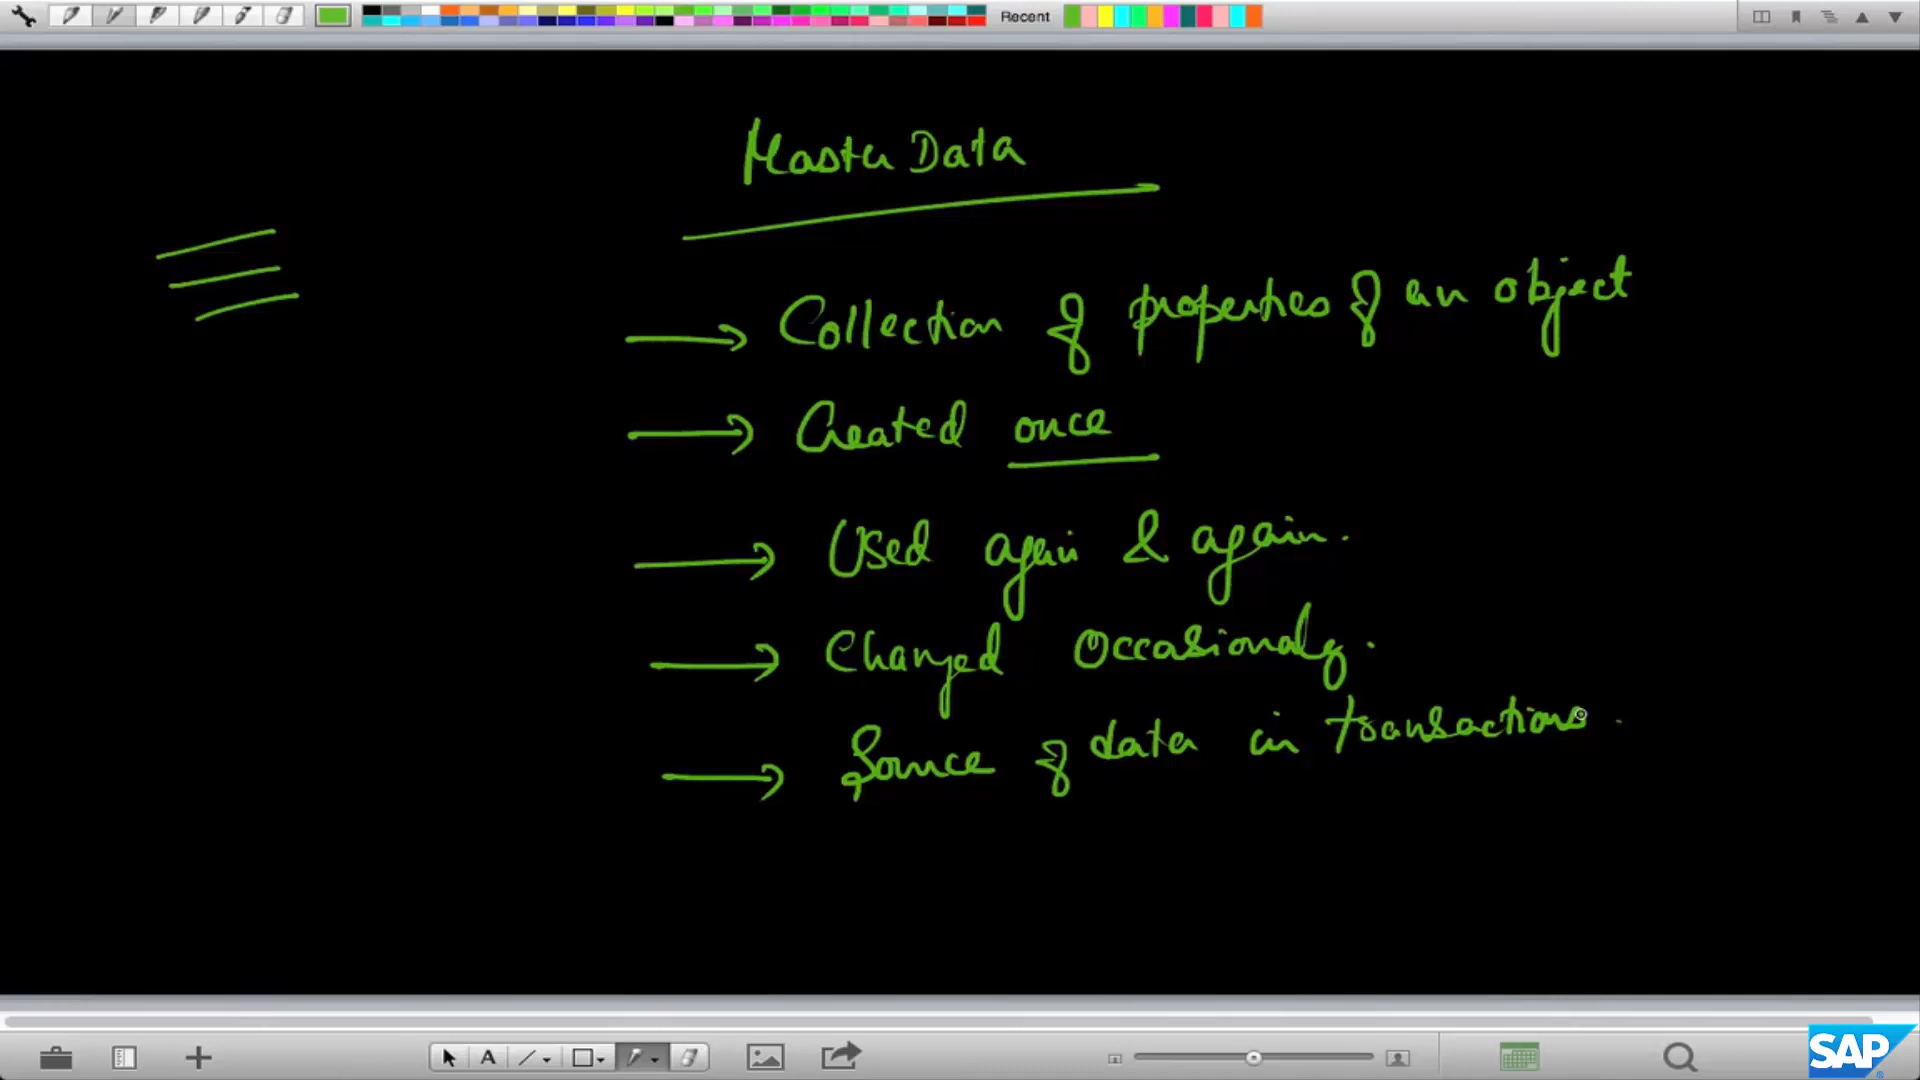 Recent
Master Data
Collection of properties of an object
Created once
Used again & again.
Changed Occasionaly.
Source of data in transactions.
A
SAP